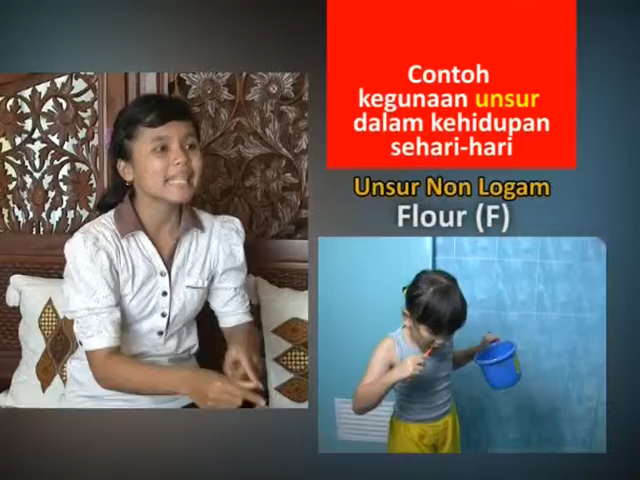 Contoh
kegunaan unsur
dalam kehidupan
sehari-hari
Unsur Non Logam
Flour (F)